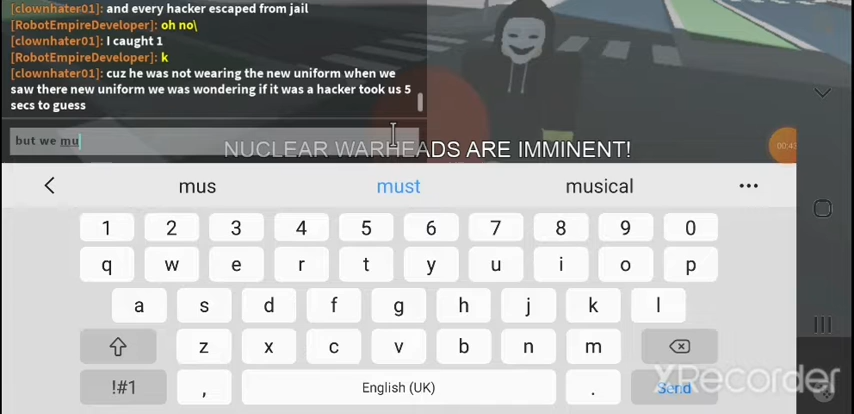 [clownhater01]: and every hacker escaped from jail
[RobotEmpireDeveloper]: oh no\
[clownhater01]: I caught 1
[RobotEmpireDeveloper]: k
[clownhater01]: cuz he was not wearing the new uniform when we
saw there new uniform we was wondering if it was a hacker took us 5
secs to guess
but we mu
NUCLEAR WARHEADS ARE IMMINENT!
00:43
mus must musical
1 2 3 4 5 6 7 8 9 0
q w e r t y u i o p
a s d f g h j k l
z x c v b n m
!#1 , English (UK) . Send
XRecorder